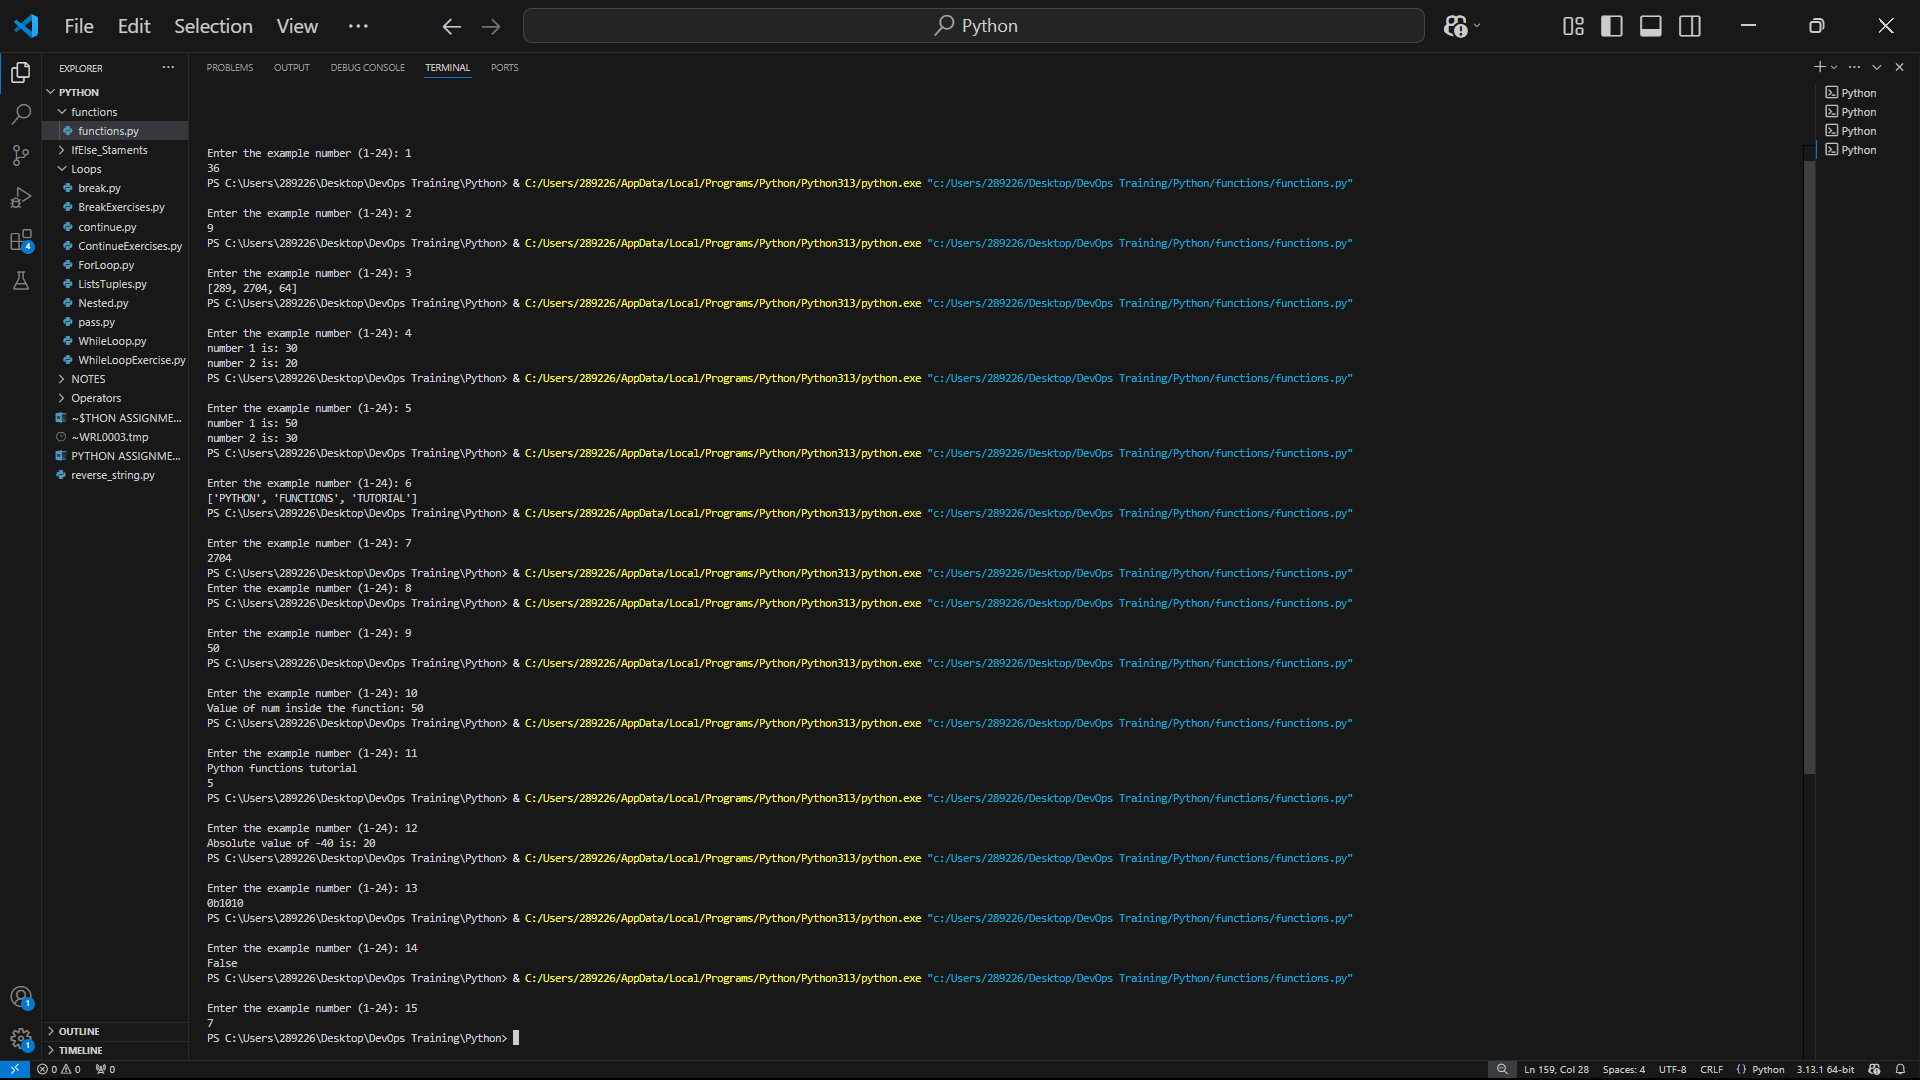 File Edit Selection View ··· Python
EXPLORER ···
PYTHON
functions
functions.py
IfElse_Staments
Loops
break.py
BreakExercises.py
continue.py
ContinueExercises.py
ForLoop.py
ListsTuples.py
Nested.py
pass.py
WhileLoop.py
WhileLoopExercise.py
NOTES
Operators
~$THON ASSIGNME...
~WRL0003.tmp
PYTHON ASSIGNME...
reverse_string.py
OUTLINE
TIMELINE
PROBLEMS OUTPUT DEBUG CONSOLE TERMINAL PORTS
Enter the example number (1-24): 1
36
PS C:\Users\289226\Desktop\DevOps Training\Python> & C:/Users/289226/AppData/Local/Programs/Python/Python313/python.exe "c:/Users/289226/Desktop/DevOps Training/Python/functions/functions.py"
Enter the example number (1-24): 2
9
PS C:\Users\289226\Desktop\DevOps Training\Python> & C:/Users/289226/AppData/Local/Programs/Python/Python313/python.exe "c:/Users/289226/Desktop/DevOps Training/Python/functions/functions.py"
Enter the example number (1-24): 3
[289, 2704, 64]
PS C:\Users\289226\Desktop\DevOps Training\Python> & C:/Users/289226/AppData/Local/Programs/Python/Python313/python.exe "c:/Users/289226/Desktop/DevOps Training/Python/functions/functions.py"
Enter the example number (1-24): 4
number 1 is: 30
number 2 is: 20
PS C:\Users\289226\Desktop\DevOps Training\Python> & C:/Users/289226/AppData/Local/Programs/Python/Python313/python.exe "c:/Users/289226/Desktop/DevOps Training/Python/functions/functions.py"
Enter the example number (1-24): 5
number 1 is: 50
number 2 is: 30
PS C:\Users\289226\Desktop\DevOps Training\Python> & C:/Users/289226/AppData/Local/Programs/Python/Python313/python.exe "c:/Users/289226/Desktop/DevOps Training/Python/functions/functions.py"
Enter the example number (1-24): 6
['PYTHON', 'FUNCTIONS', 'TUTORIAL']
PS C:\Users\289226\Desktop\DevOps Training\Python> & C:/Users/289226/AppData/Local/Programs/Python/Python313/python.exe "c:/Users/289226/Desktop/DevOps Training/Python/functions/functions.py"
Enter the example number (1-24): 7
2704
PS C:\Users\289226\Desktop\DevOps Training\Python> & C:/Users/289226/AppData/Local/Programs/Python/Python313/python.exe "c:/Users/289226/Desktop/DevOps Training/Python/functions/functions.py"
Enter the example number (1-24): 8
PS C:\Users\289226\Desktop\DevOps Training\Python> & C:/Users/289226/AppData/Local/Programs/Python/Python313/python.exe "c:/Users/289226/Desktop/DevOps Training/Python/functions/functions.py"
Enter the example number (1-24): 9
50
PS C:\Users\289226\Desktop\DevOps Training\Python> & C:/Users/289226/AppData/Local/Programs/Python/Python313/python.exe "c:/Users/289226/Desktop/DevOps Training/Python/functions/functions.py"
Enter the example number (1-24): 10
Value of num inside the function: 50
PS C:\Users\289226\Desktop\DevOps Training\Python> & C:/Users/289226/AppData/Local/Programs/Python/Python313/python.exe "c:/Users/289226/Desktop/DevOps Training/Python/functions/functions.py"
Enter the example number (1-24): 11
Python functions tutorial
5
PS C:\Users\289226\Desktop\DevOps Training\Python> & C:/Users/289226/AppData/Local/Programs/Python/Python313/python.exe "c:/Users/289226/Desktop/DevOps Training/Python/functions/functions.py"
Enter the example number (1-24): 12
Absolute value of -40 is: 20
PS C:\Users\289226\Desktop\DevOps Training\Python> & C:/Users/289226/AppData/Local/Programs/Python/Python313/python.exe "c:/Users/289226/Desktop/DevOps Training/Python/functions/functions.py"
Enter the example number (1-24): 13
0b1010
PS C:\Users\289226\Desktop\DevOps Training\Python> & C:/Users/289226/AppData/Local/Programs/Python/Python313/python.exe "c:/Users/289226/Desktop/DevOps Training/Python/functions/functions.py"
Enter the example number (1-24): 14
False
PS C:\Users\289226\Desktop\DevOps Training\Python> & C:/Users/289226/AppData/Local/Programs/Python/Python313/python.exe "c:/Users/289226/Desktop/DevOps Training/Python/functions/functions.py"
Enter the example number (1-24): 15
7
PS C:\Users\289226\Desktop\DevOps Training\Python>
Python
Python
Python
Python
4
1
1
0 0 0 Ln 159, Col 28 Spaces: 4 UTF-8 CRLF {} Python 3.13.1 64-bit